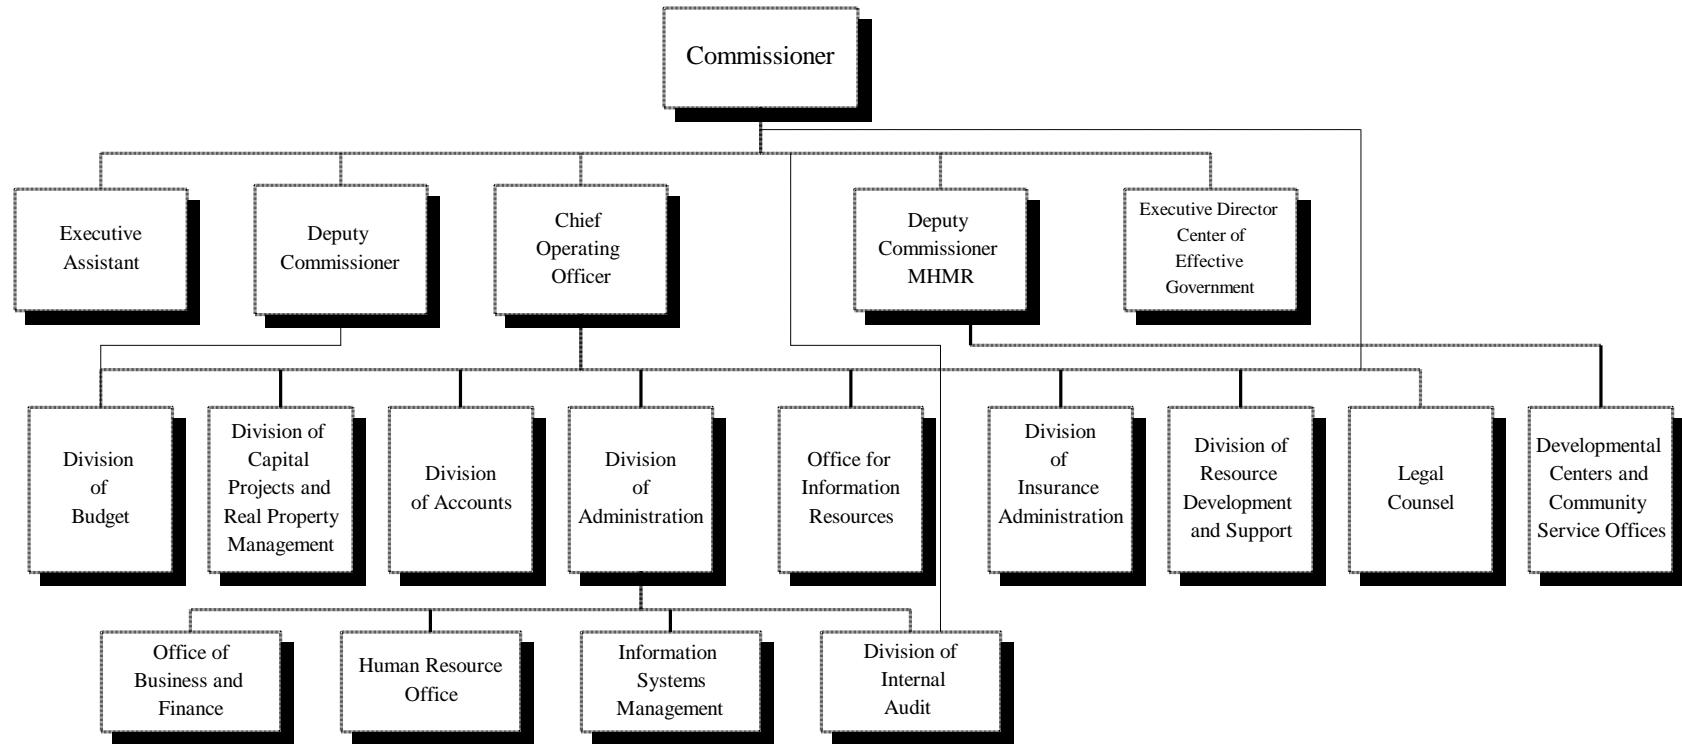 Commissioner
Executive
Assistant
Deputy
Commissioner
Chief
Operating
Officer
Deputy
Commissioner
MHMR
Executive Director
Center of
Effective
Government
Division
of
Budget
Division of
Capital
Projects and
Real Property
Management
Division
of Accounts
Division
of
Administration
Office for
Information
Resources
Division
of
Insurance
Administration
Division of
Resource
Development
and Support
Legal
Counsel
Developmental
Centers and
Community
Service Offices
Office of
Business and
Finance
Human Resource
Office
Information
Systems
Management
Division of
Internal
Audit